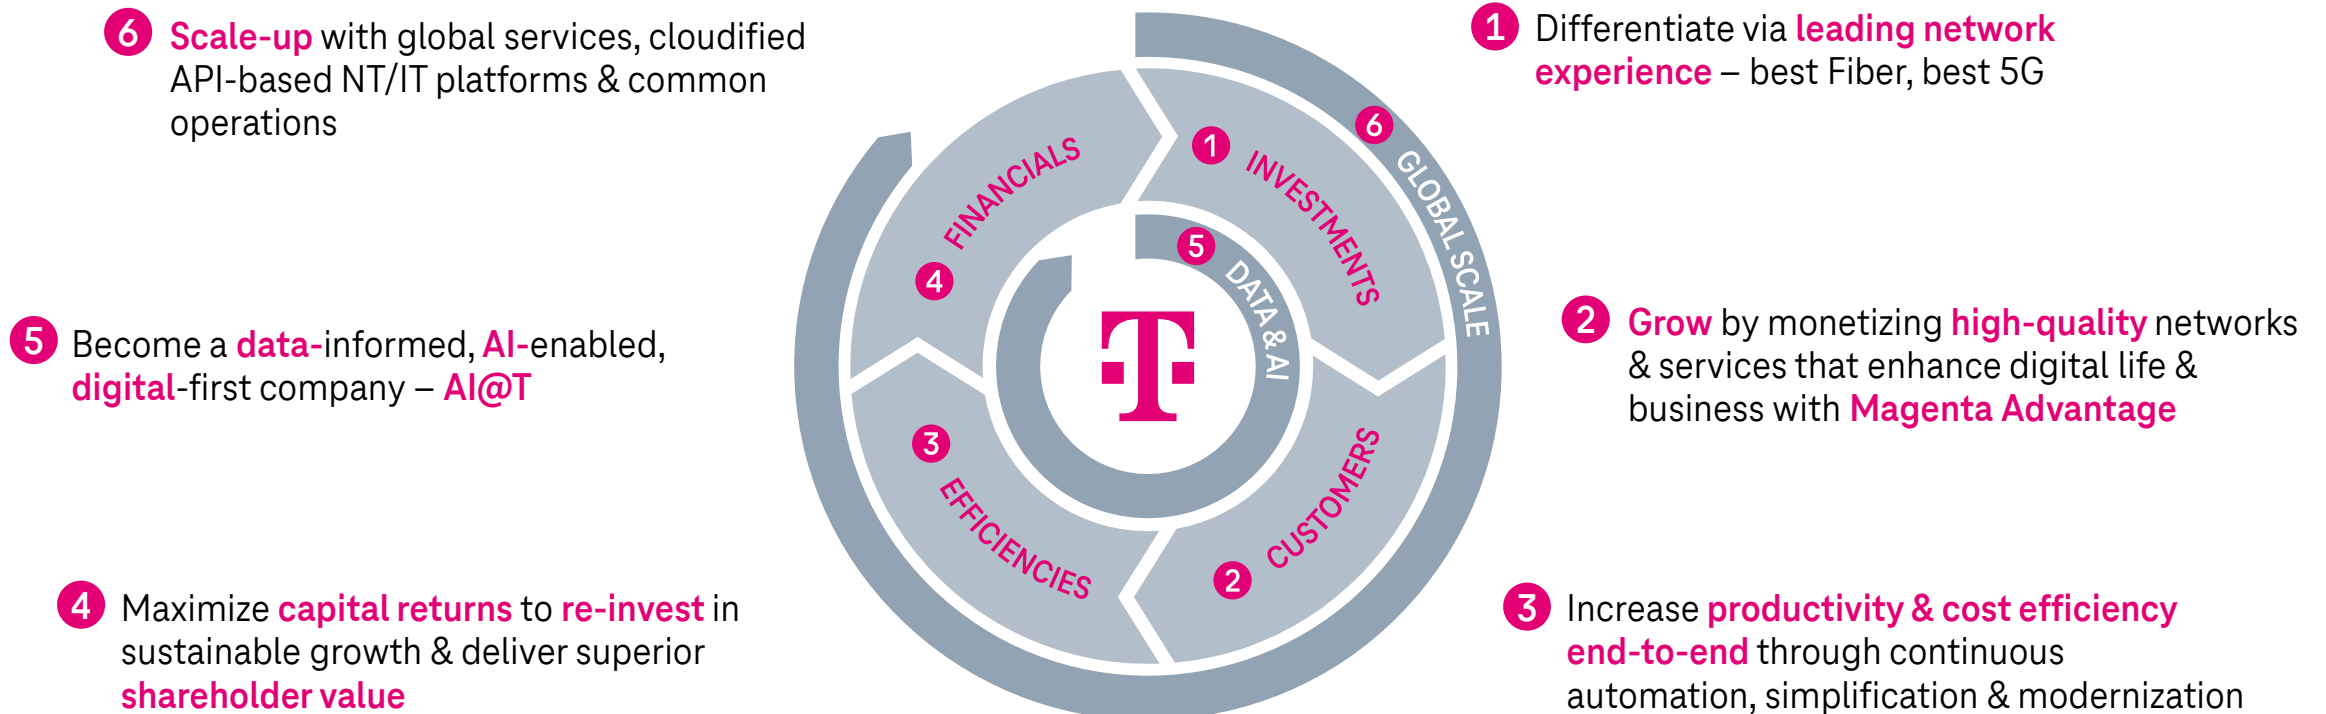 6 Scale-up with global services, cloudified
API-based NT/IT platforms & common
operations
1 Differentiate via leading network
experience – best Fiber, best 5G
5 Become a data-informed, AI-enabled,
digital-first company – AI@T
2 Grow by monetizing high-quality networks
& services that enhance digital life &
business with Magenta Advantage
4 Maximize capital returns to re-invest in
sustainable growth & deliver superior
shareholder value
3 Increase productivity & cost efficiency
end-to-end through continuous
automation, simplification & modernization
1 INVESTMENTS
2 CUSTOMERS
3 EFFICIENCIES
4 FINANCIALS
5 DATA & AI
6 GLOBAL SCALE
T